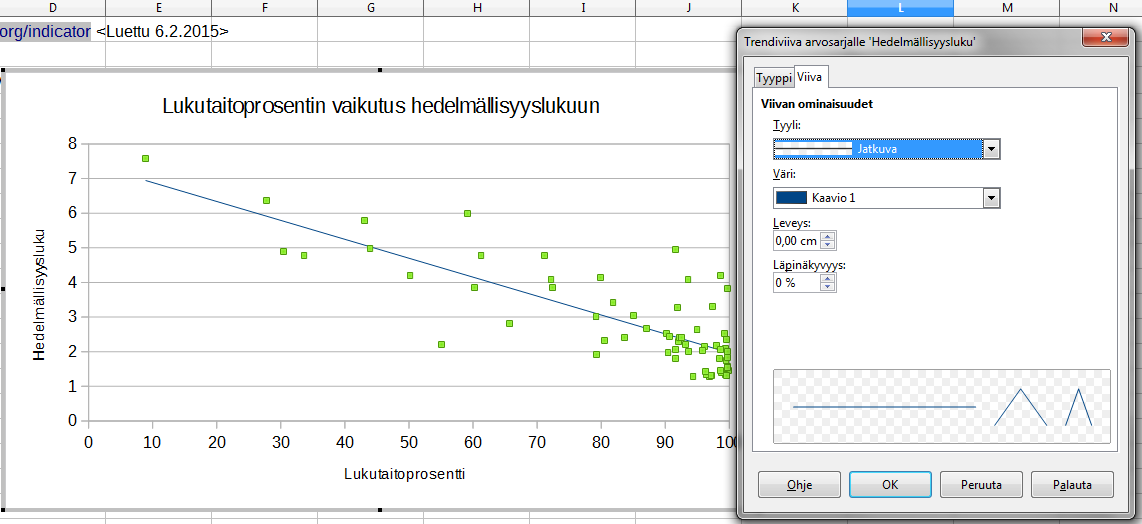 D E F G H I J K L M N
org/indicator <Luettu 6.2.2015>
Lukutaitoprosentin vaikutus hedelmällisyyslukuun
8
7
6
5
4
3
2
1
0
Hedelmällisyysluku
0 10 20 30 40 50 60 70 80 90 100
Lukutaitoprosentti
Trendiviiva arvosarjalle 'Hedelmällisyysluku'
Tyyppi Viiva
Viivan ominaisuudet
Tyyli:
Jatkuva
Väri:
Kaavio 1
Leveys:
0,00 cm
Läpinäkyvyys:
0 %
Ohje OK Peruuta Palauta